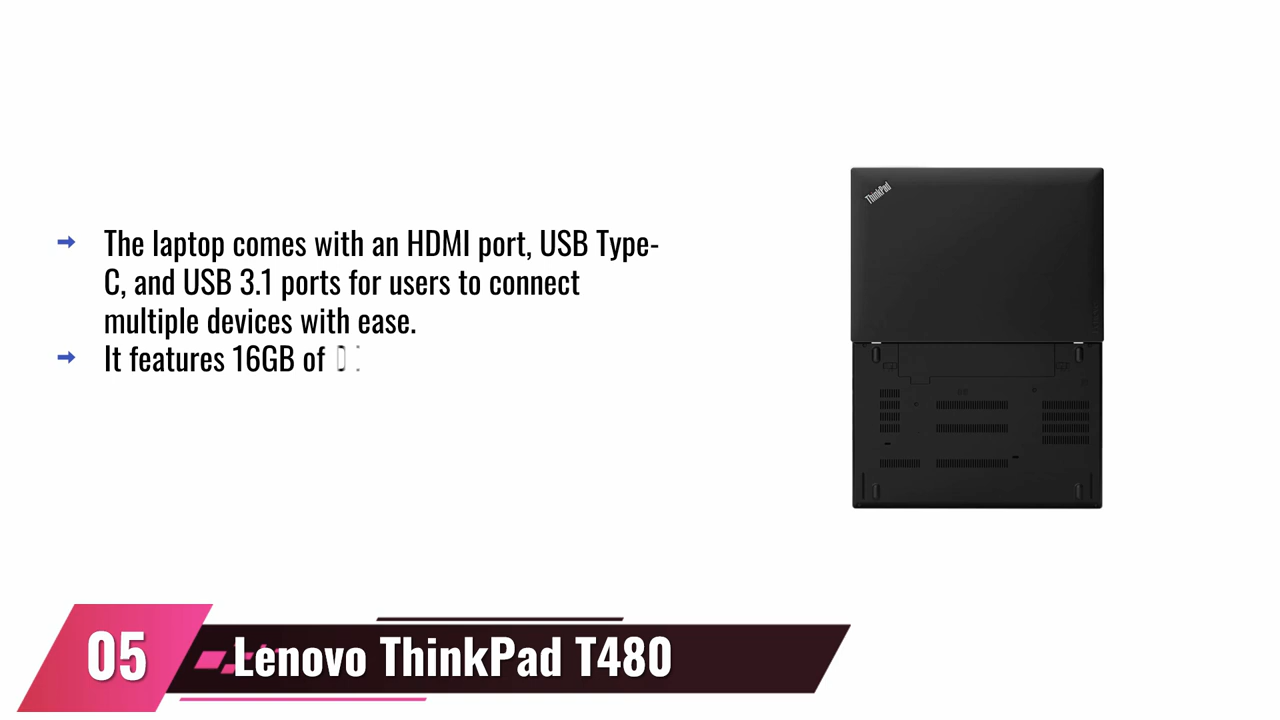 The laptop comes with an HDMI port, USB Type-
C, and USB 3.1 ports for users to connect
multiple devices with ease.
It features 16GB of
ThinkPad
05 Lenovo ThinkPad T480